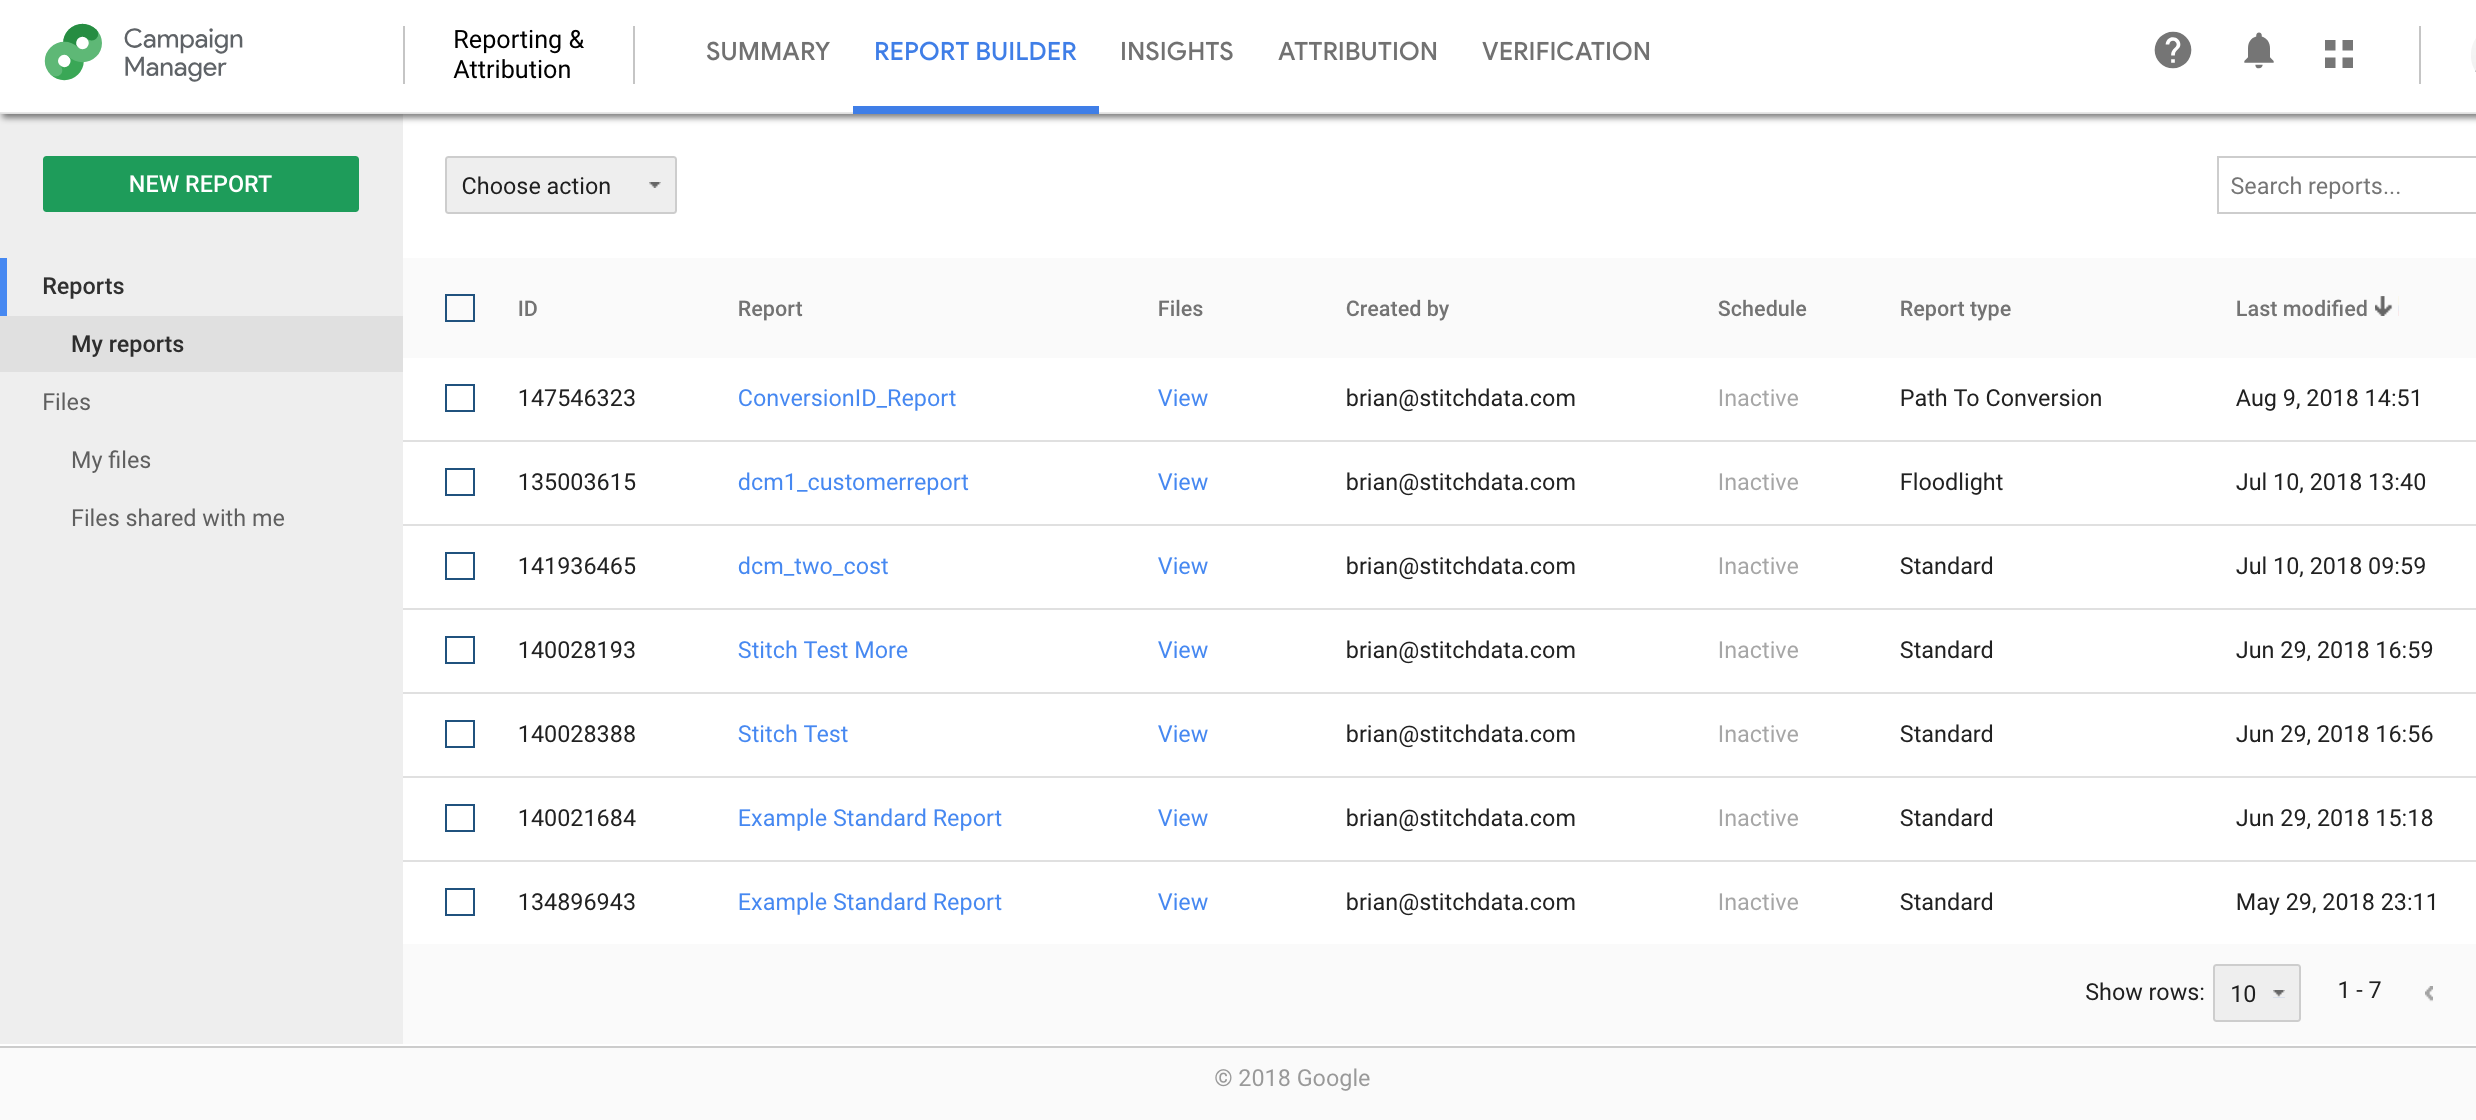 Campaign
Manager
Reporting &
Attribution
SUMMARY REPORT BUILDER INSIGHTS ATTRIBUTION VERIFICATION
NEW REPORT
Choose action
Search reports...
Reports
My reports
Files
My files
Files shared with me
ID Report Files Created by Schedule Report type Last modified
147546323 ConversionID_Report View brian@stitchdata.com Inactive Path To Conversion Aug 9, 2018 14:51
135003615 dcm1_customerreport View brian@stitchdata.com Inactive Floodlight Jul 10, 2018 13:40
141936465 dcm_two_cost View brian@stitchdata.com Inactive Standard Jul 10, 2018 09:59
140028193 Stitch Test More View brian@stitchdata.com Inactive Standard Jun 29, 2018 16:59
140028388 Stitch Test View brian@stitchdata.com Inactive Standard Jun 29, 2018 16:56
140021684 Example Standard Report View brian@stitchdata.com Inactive Standard Jun 29, 2018 15:18
134896943 Example Standard Report View brian@stitchdata.com Inactive Standard May 29, 2018 23:11
Show rows: 10 1 - 7
© 2018 Google